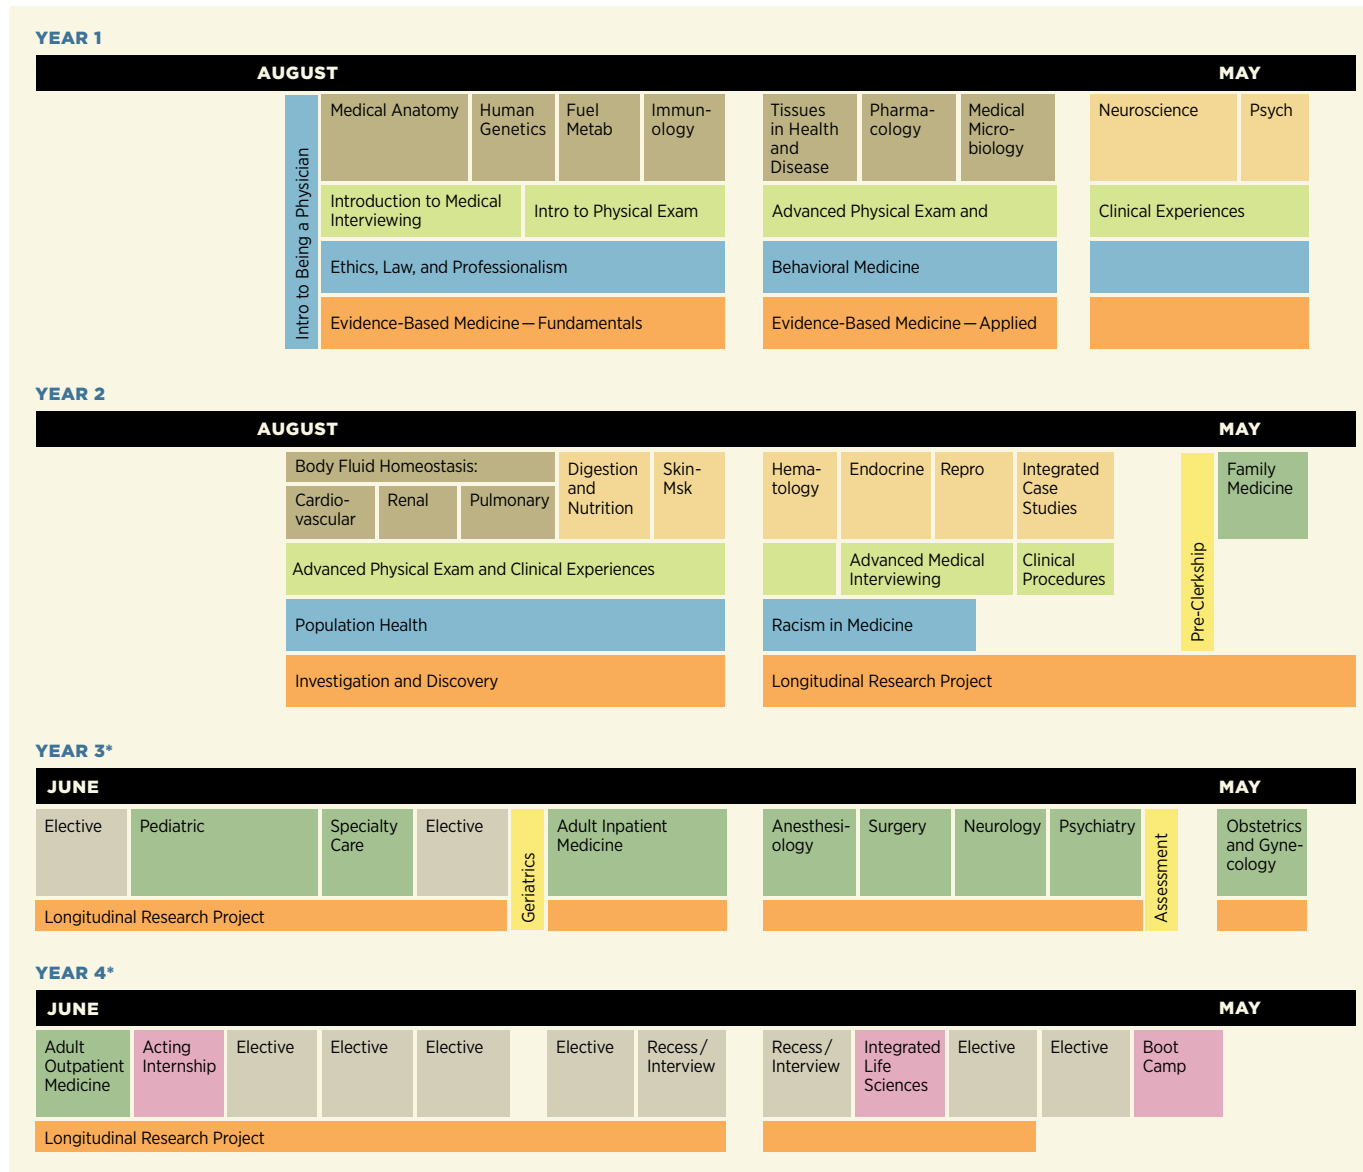 YEAR 1
AUGUST
MAY
Intro to Being a Physician
Medical Anatomy
Human
Genetics
Fuel
Metab
Immun-
ology
Tissues
in Health
and
Disease
Pharma-
cology
Medical
Micro-
biology
Neuroscience
Psych
Introduction to Medical
Interviewing
Intro to Physical Exam
Advanced Physical Exam and
Clinical Experiences
Ethics, Law, and Professionalism
Behavioral Medicine
Evidence-Based Medicine — Fundamentals
Evidence-Based Medicine — Applied
YEAR 2
AUGUST
MAY
Body Fluid Homeostasis:
Cardio-
vascular
Renal
Pulmonary
Digestion
and
Nutrition
Skin-
Msk
Hema-
tology
Endocrine
Repro
Integrated
Case
Studies
Pre-Clerkship
Family
Medicine
Advanced Physical Exam and Clinical Experiences
Advanced Medical
Interviewing
Clinical
Procedures
Population Health
Racism in Medicine
Investigation and Discovery
Longitudinal Research Project
YEAR 3*
JUNE
MAY
Elective
Pediatric
Specialty
Care
Elective
Geriatrics
Adult Inpatient
Medicine
Anesthesi-
ology
Surgery
Neurology
Psychiatry
Assessment
Obstetrics
and Gyne-
cology
Longitudinal Research Project
YEAR 4*
JUNE
MAY
Adult
Outpatient
Medicine
Acting
Internship
Elective
Elective
Elective
Elective
Recess /
Interview
Recess /
Interview
Integrated
Life
Sciences
Elective
Elective
Boot
Camp
Longitudinal Research Project